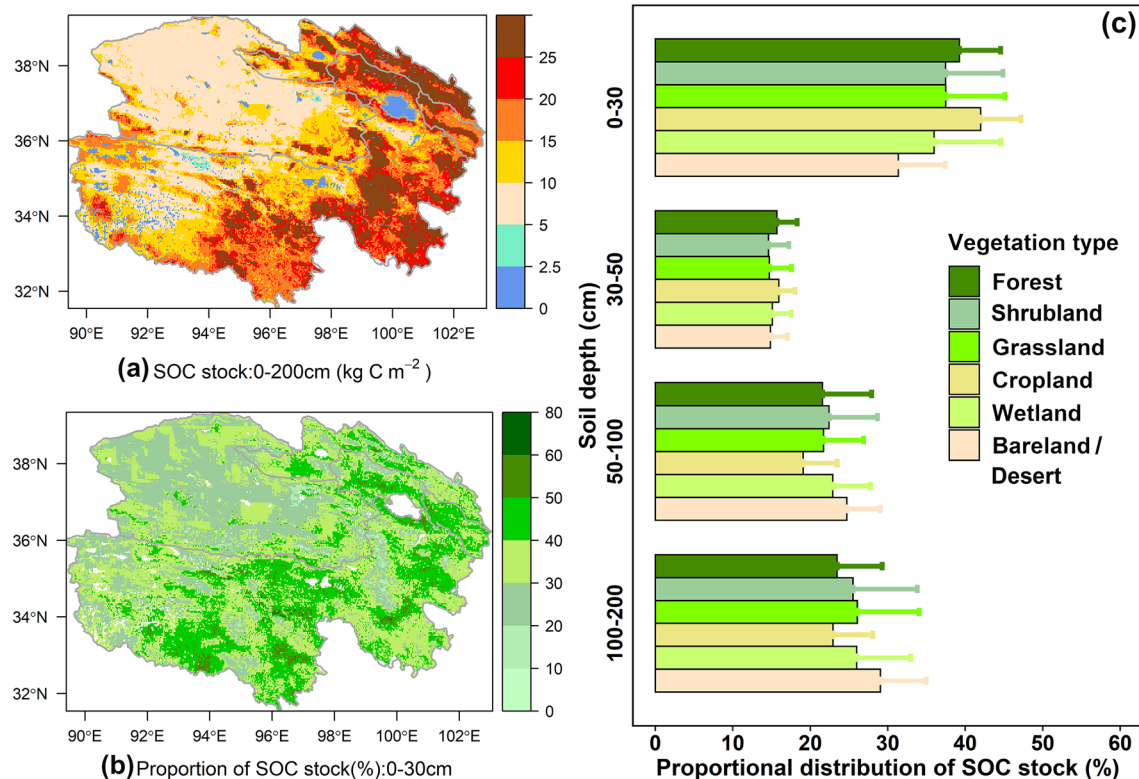 38°N
36°N
34°N
32°N
90°E
92°E
94°E
96°E
98°E
100°E
102°E
25
20
15
10
5
2.5
0
(a) SOC stock:0-200cm (kg C m⁻² )
38°N
36°N
34°N
32°N
90°E
92°E
94°E
96°E
98°E
100°E
102°E
80
60
50
40
30
20
10
0
(b) Proportion of SOC stock(%):0-30cm
(c)
Soil depth (cm)
0-30
30-50
50-100
100-200
Vegetation type
Forest
Shrubland
Grassland
Cropland
Wetland
Bareland /
Desert
0
10
20
30
40
50
60
Proportional distribution of SOC stock (%)